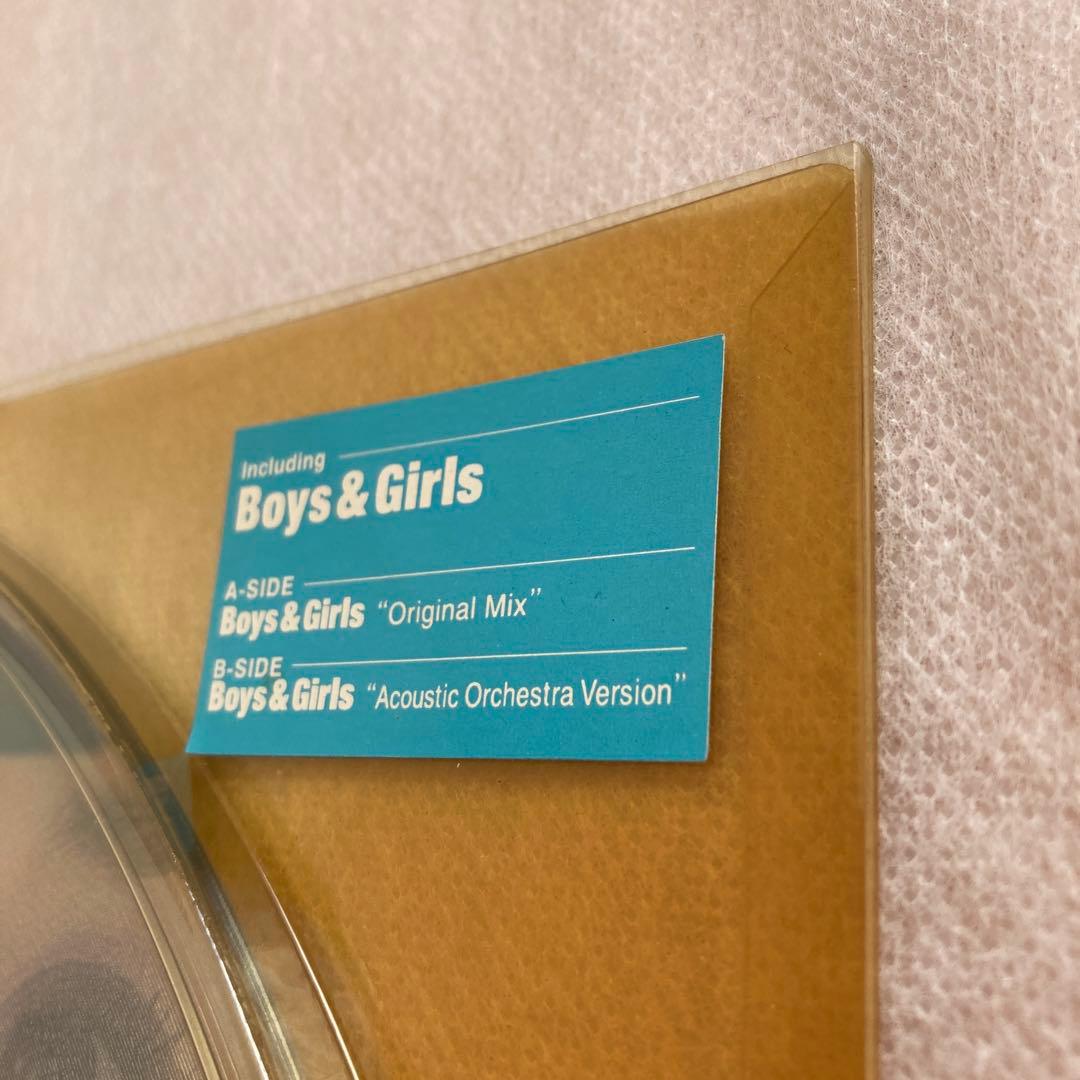 Including
Boys & Girls
A-SIDE
Boys & Girls "Original Mix"
B-SIDE
Boys & Girls "Acoustic Orchestra Version"